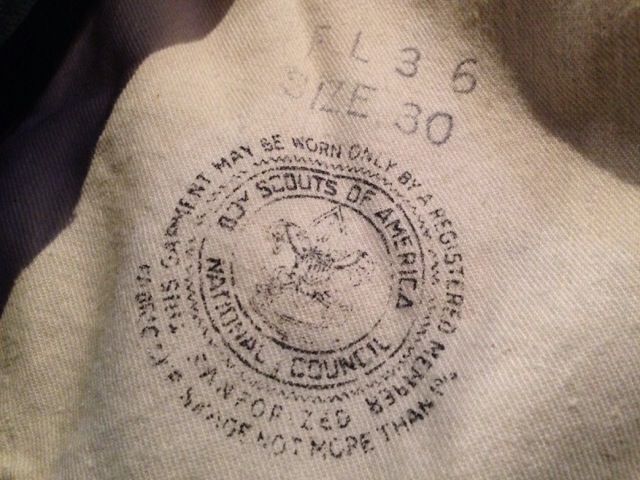 F L 3 6
SIZE 30
THIS GARMENT MAY BE WORN ONLY BY A REGISTERED MEMBER
BOY SCOUTS OF AMERICA
NATIONAL COUNCIL
SANFORIZED
SHRINKAGE NOT MORE THAN 1%